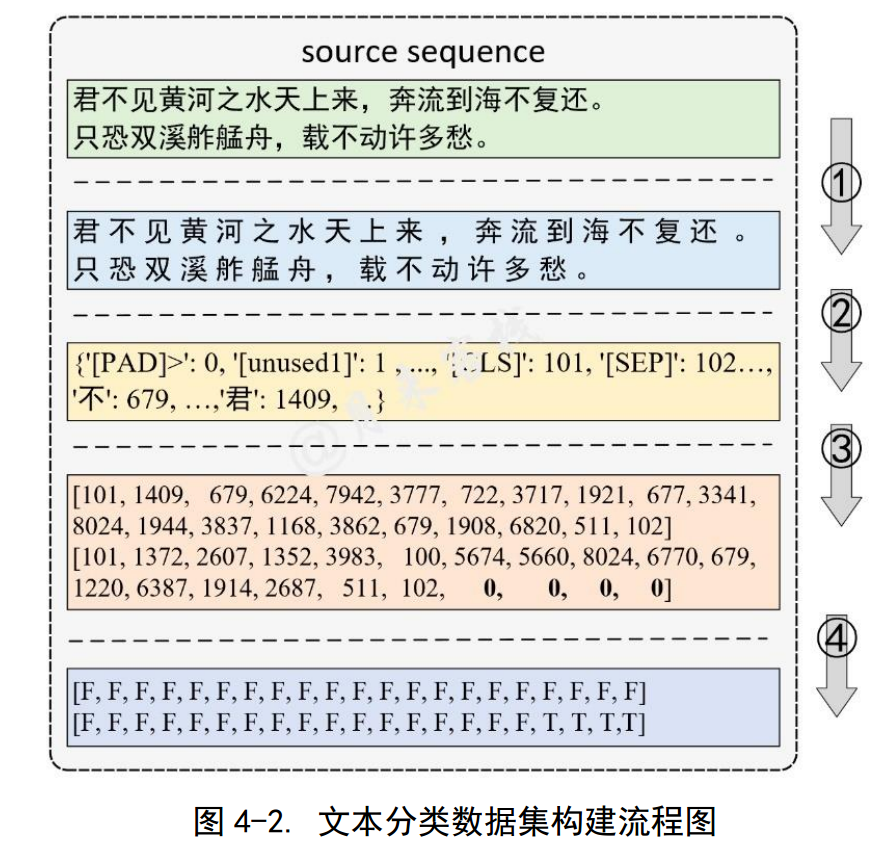 source sequence
君不见黄河之水天上来，奔流到海不复还。
只恐双溪舴艋舟，载不动许多愁。
①
君 不 见 黄 河 之 水 天 上 来 ， 奔 流 到 海 不 复 还 。
只 恐 双 溪 舴 艋 舟 ， 载 不 动 许 多 愁 。
②
{'[PAD]>': 0, '[unused1]': 1 , ..., '[CLS]': 101, '[SEP]': 102…,
'不': 679, …,'君': 1409, …}
③
[101, 1409, 679, 6224, 7942, 3777, 722, 3717, 1921, 677, 3341,
8024, 1944, 3837, 1168, 3862, 679, 1908, 6820, 511, 102]
[101, 1372, 2607, 1352, 3983, 100, 5674, 5660, 8024, 6770, 679,
1220, 6387, 1914, 2687, 511, 102, 0, 0, 0, 0]
④
[F, F, F, F, F, F, F, F, F, F, F, F, F, F, F, F, F, F, F, F, F]
[F, F, F, F, F, F, F, F, F, F, F, F, F, F, F, F, F, T, T, T,T]
图 4-2. 文本分类数据集构建流程图